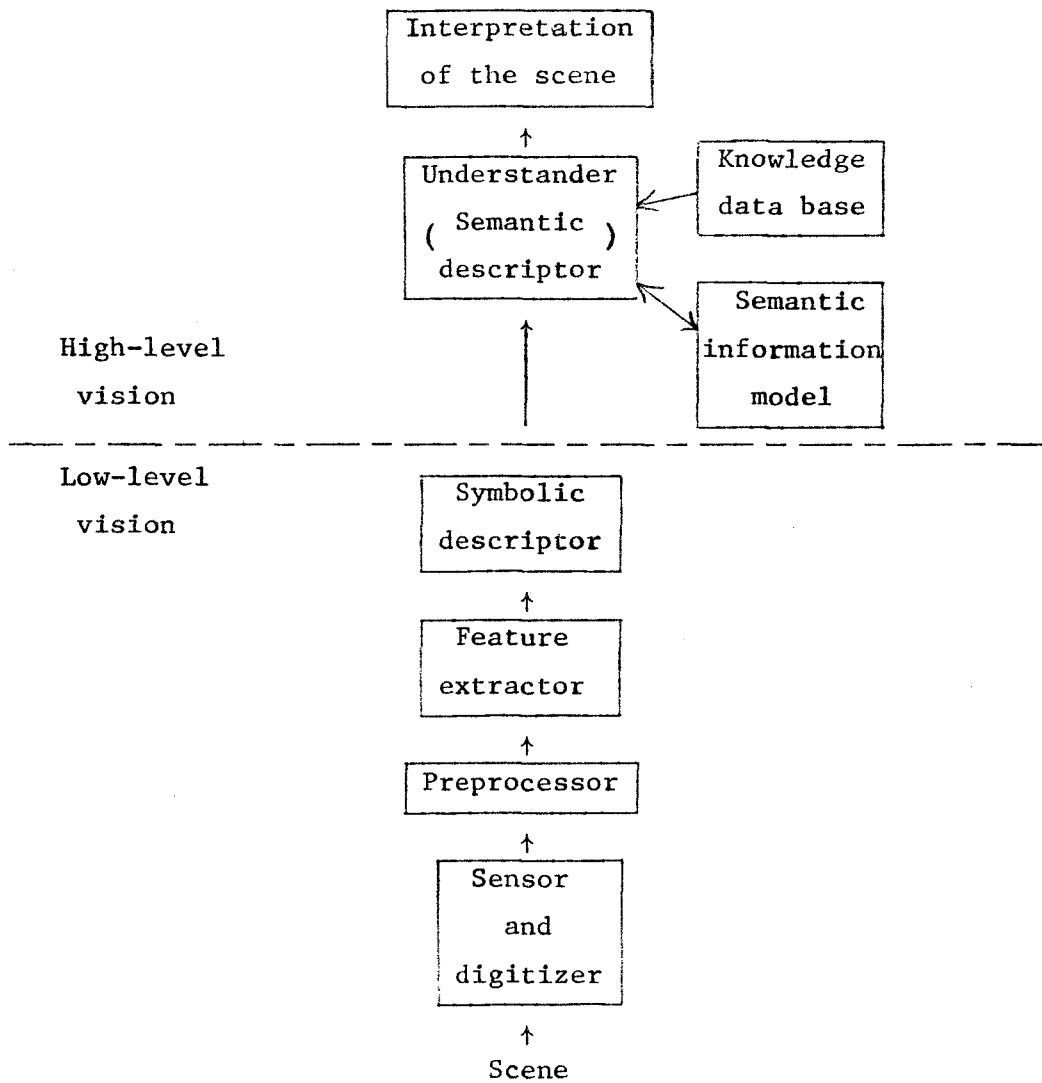 Interpretation
of the scene
Understander
( Semantic )
descriptor
Knowledge
data base
Semantic
information
model
High-level
vision
Low-level
vision
Symbolic
descriptor
Feature
extractor
Preprocessor
Sensor
and
digitizer
Scene